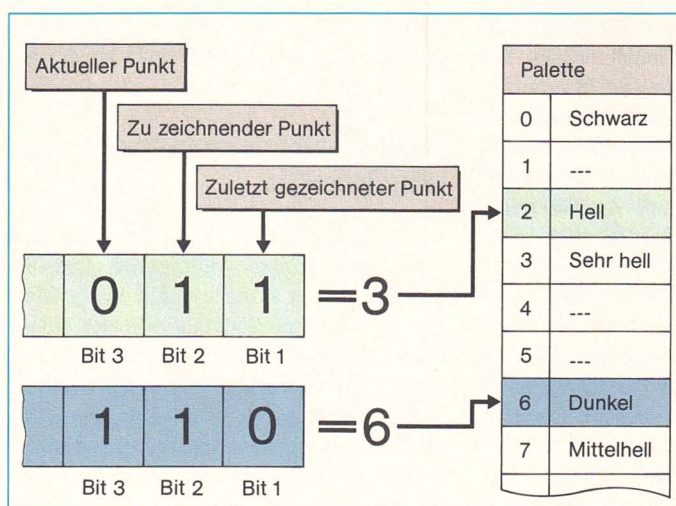 Aktueller Punkt
Zu zeichnender Punkt
Zuletzt gezeichneter Punkt
0 1 1 =3
Bit 3 Bit 2 Bit 1
1 1 0 =6
Bit 3 Bit 2 Bit 1
Palette
0 Schwarz
1 ---
2 Hell
3 Sehr hell
4 ---
5 ---
6 Dunkel
7 Mittelhell